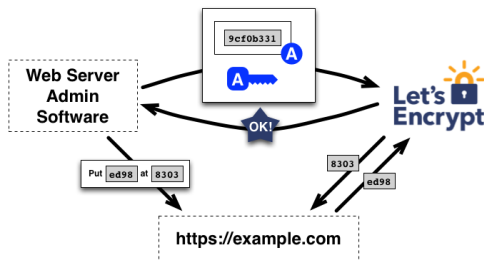 9cf0b331
A
A
Web Server
Admin
Software
Let's
Encrypt
OK!
Put ed98 at 8303
8303
ed98
https://example.com